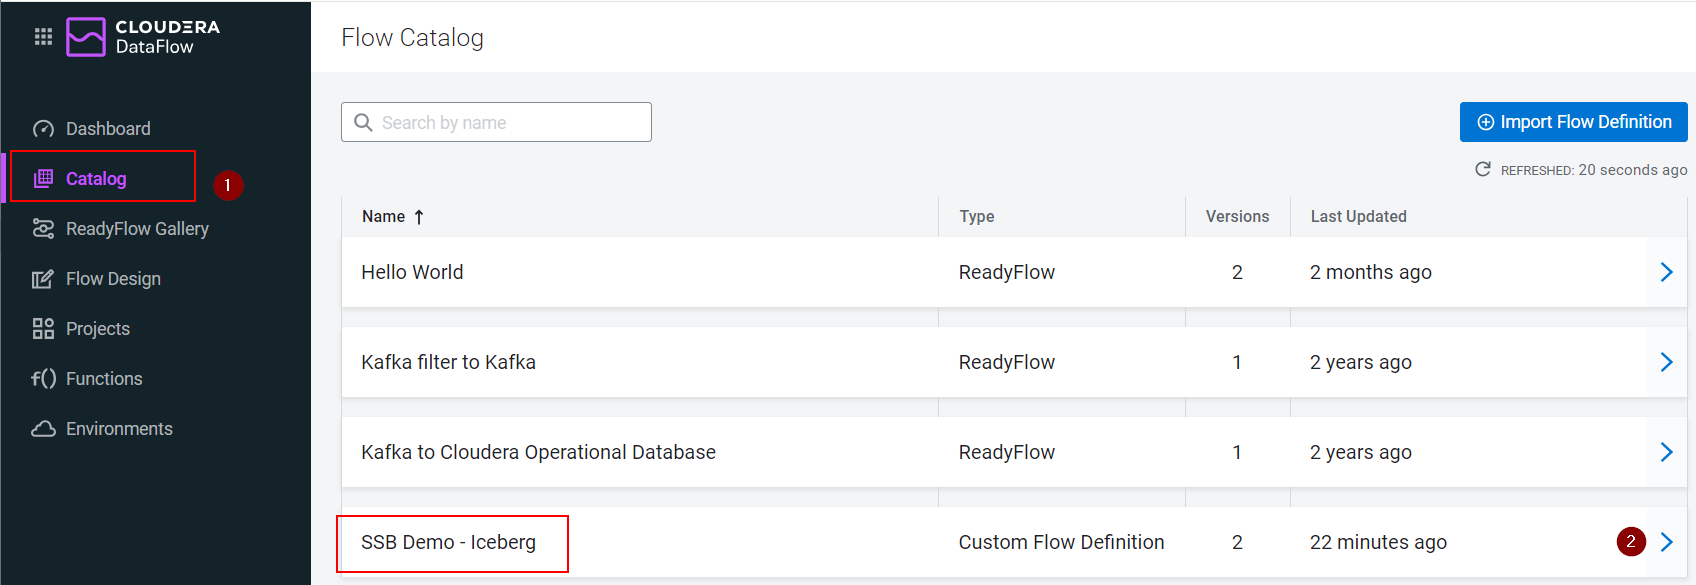 CLOUDERA
DataFlow
Dashboard
Catalog
1
ReadyFlow Gallery
Flow Design
Projects
f() Functions
Environments
Flow Catalog
Search by name
Import Flow Definition
REFRESHED: 20 seconds ago
Name ↑ Type Versions Last Updated
Hello World ReadyFlow 2 2 months ago
Kafka filter to Kafka ReadyFlow 1 2 years ago
Kafka to Cloudera Operational Database ReadyFlow 1 2 years ago
SSB Demo - Iceberg Custom Flow Definition 2 22 minutes ago 2